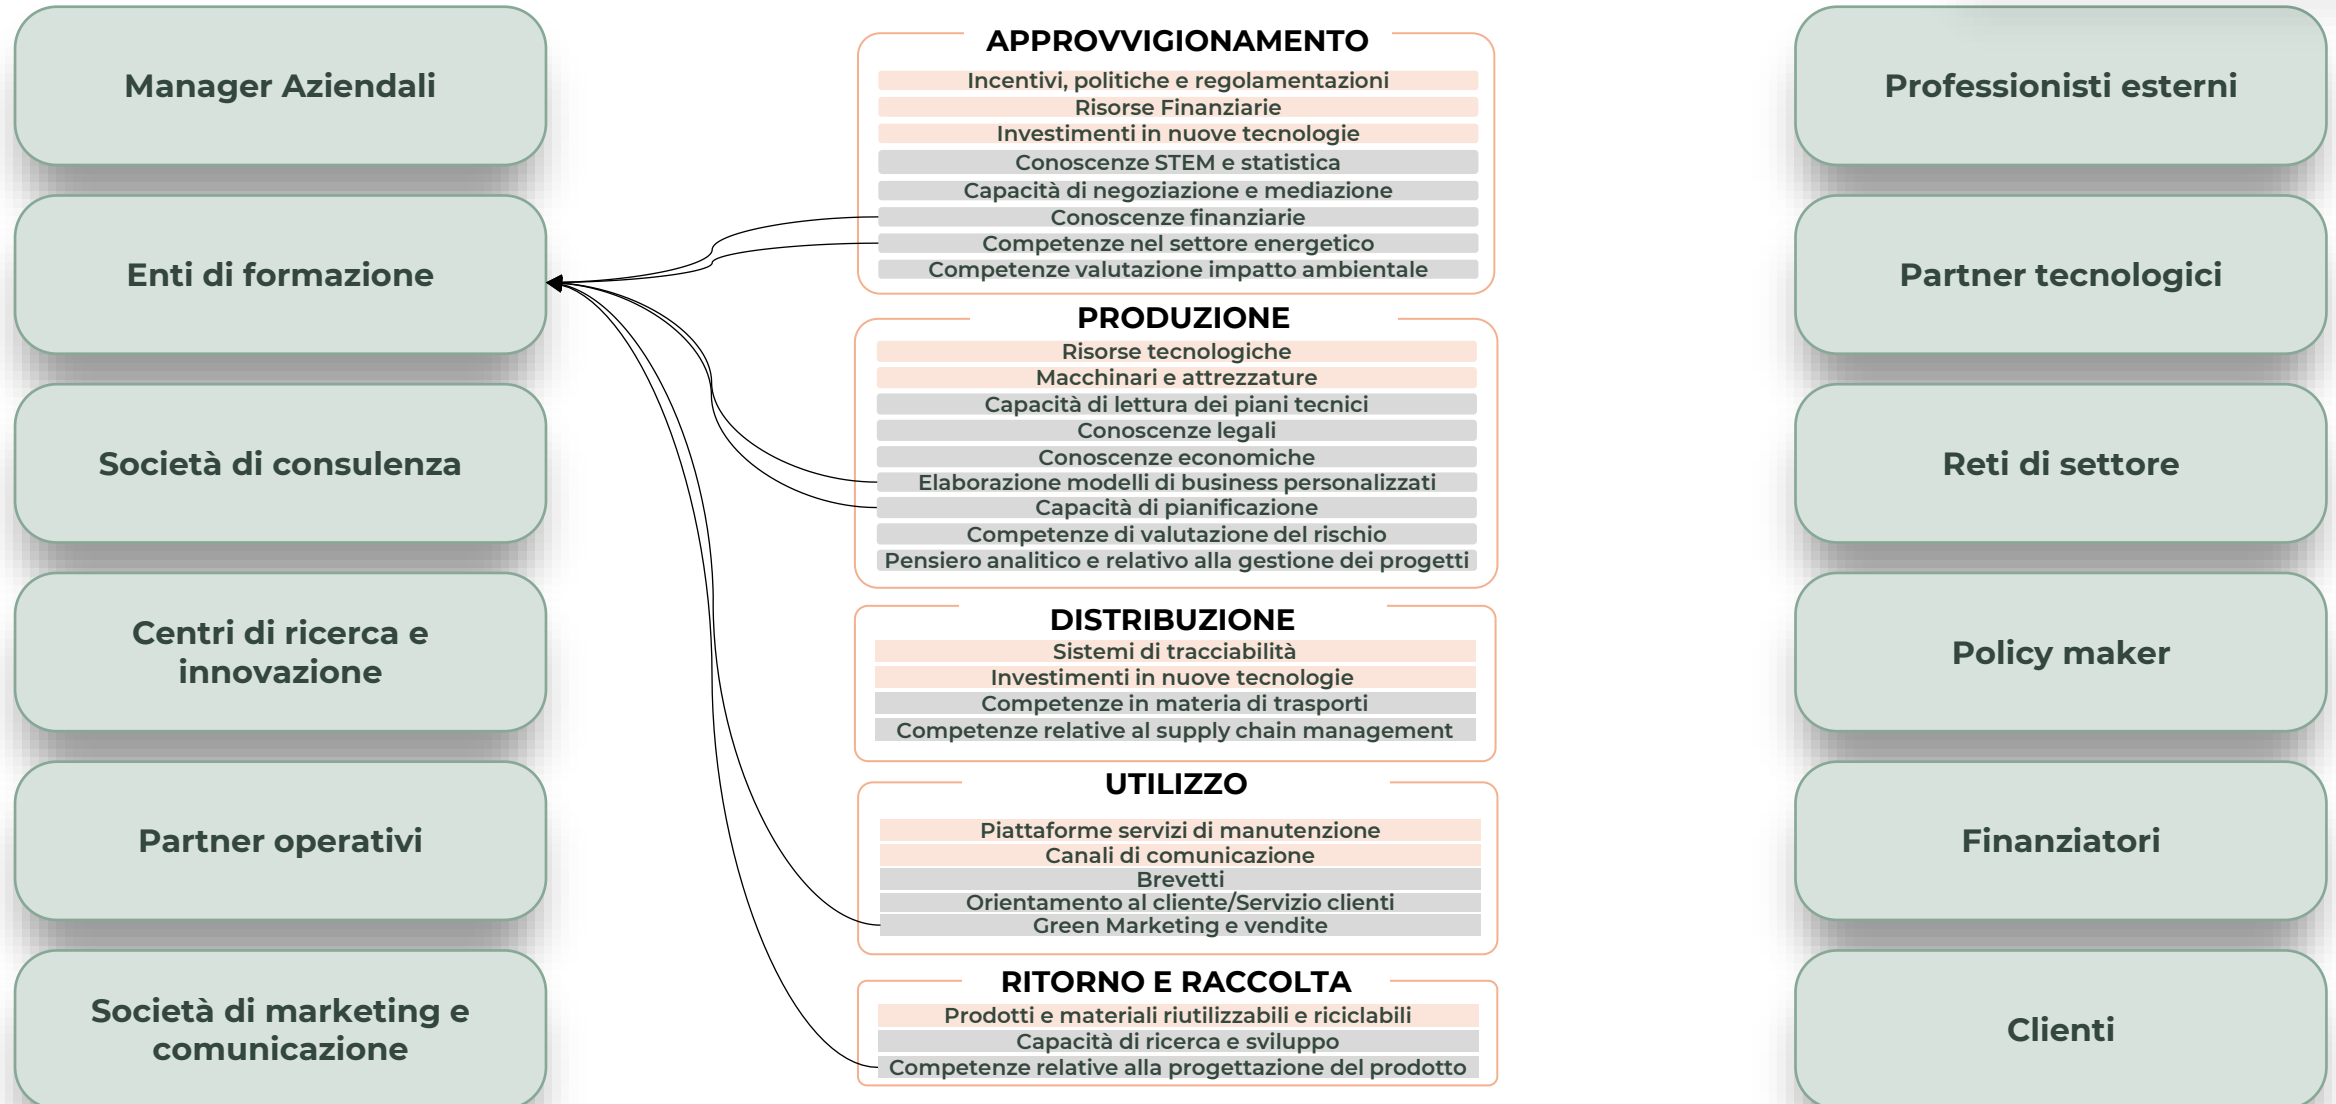 Manager Aziendali
Enti di formazione
Società di consulenza
Centri di ricerca e
innovazione
Partner operativi
Società di marketing e
comunicazione
APPROVVIGIONAMENTO
Incentivi, politiche e regolamentazioni
Risorse Finanziarie
Investimenti in nuove tecnologie
Conoscenze STEM e statistica
Capacità di negoziazione e mediazione
Conoscenze finanziarie
Competenze nel settore energetico
Competenze valutazione impatto ambientale
PRODUZIONE
Risorse tecnologiche
Macchinari e attrezzature
Capacità di lettura dei piani tecnici
Conoscenze legali
Conoscenze economiche
Elaborazione modelli di business personalizzati
Capacità di pianificazione
Competenze di valutazione del rischio
Pensiero analitico e relativo alla gestione dei progetti
DISTRIBUZIONE
Sistemi di tracciabilità
Investimenti in nuove tecnologie
Competenze in materia di trasporti
Competenze relative al supply chain management
UTILIZZO
Piattaforme servizi di manutenzione
Canali di comunicazione
Brevetti
Orientamento al cliente/Servizio clienti
Green Marketing e vendite
RITORNO E RACCOLTA
Prodotti e materiali riutilizzabili e riciclabili
Capacità di ricerca e sviluppo
Competenze relative alla progettazione del prodotto
Professionisti esterni
Partner tecnologici
Reti di settore
Policy maker
Finanziatori
Clienti